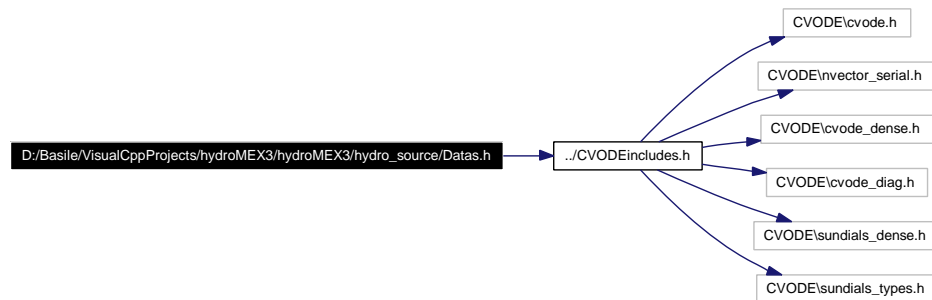 CVODE\cvode.h
CVODE\nvector_serial.h
CVODE\cvode_dense.h
D:/Basile/VisualCppProjects/hydroMEX3/hydroMEX3/hydro_source/Datas.h
../CVODEincludes.h
CVODE\cvode_diag.h
CVODE\sundials_dense.h
CVODE\sundials_types.h